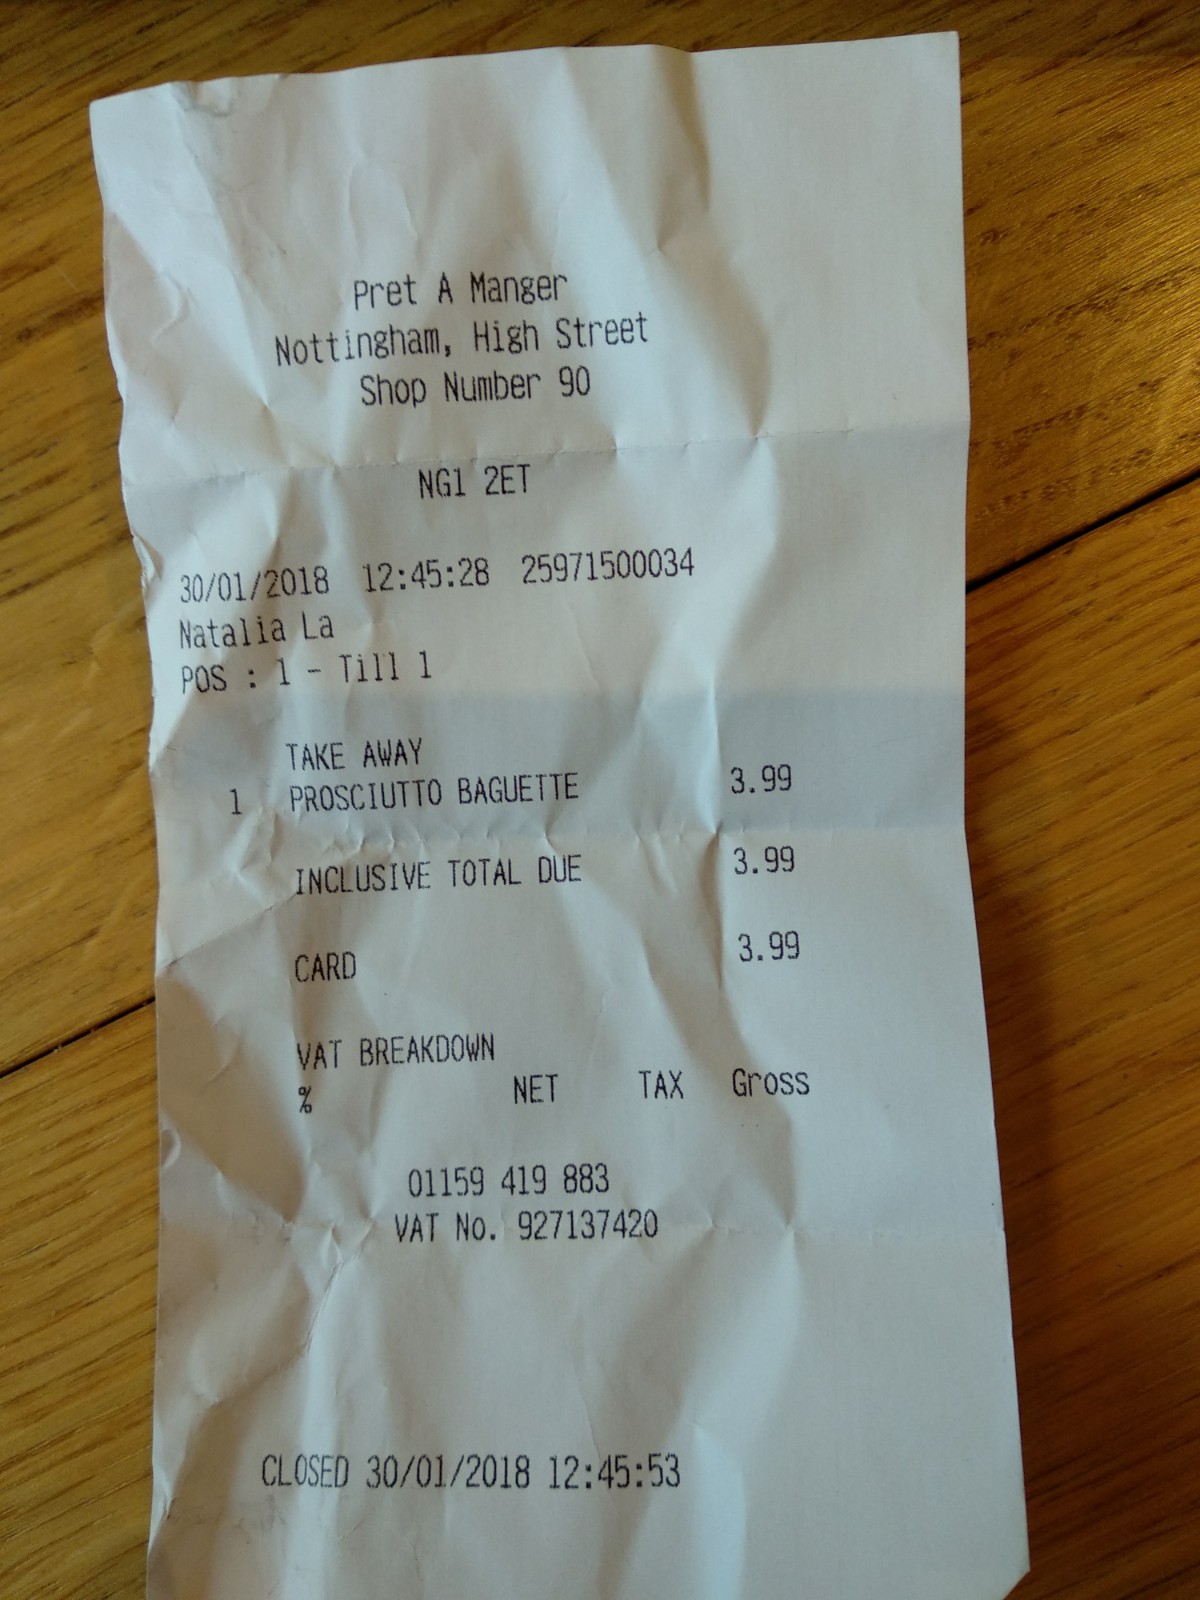 Pret A Manger
Nottingham, High Street
Shop Number 90
NG1 2ET
30/01/2018 12:45:28 25971500034
Natalia La
POS : 1 - Till 1
TAKE AWAY
1 PROSCIUTTO BAGUETTE 3.99
INCLUSIVE TOTAL DUE 3.99
CARD 3.99
VAT BREAKDOWN
% NET TAX Gross
01159 419 883
VAT No. 927137420
CLOSED 30/01/2018 12:45:53